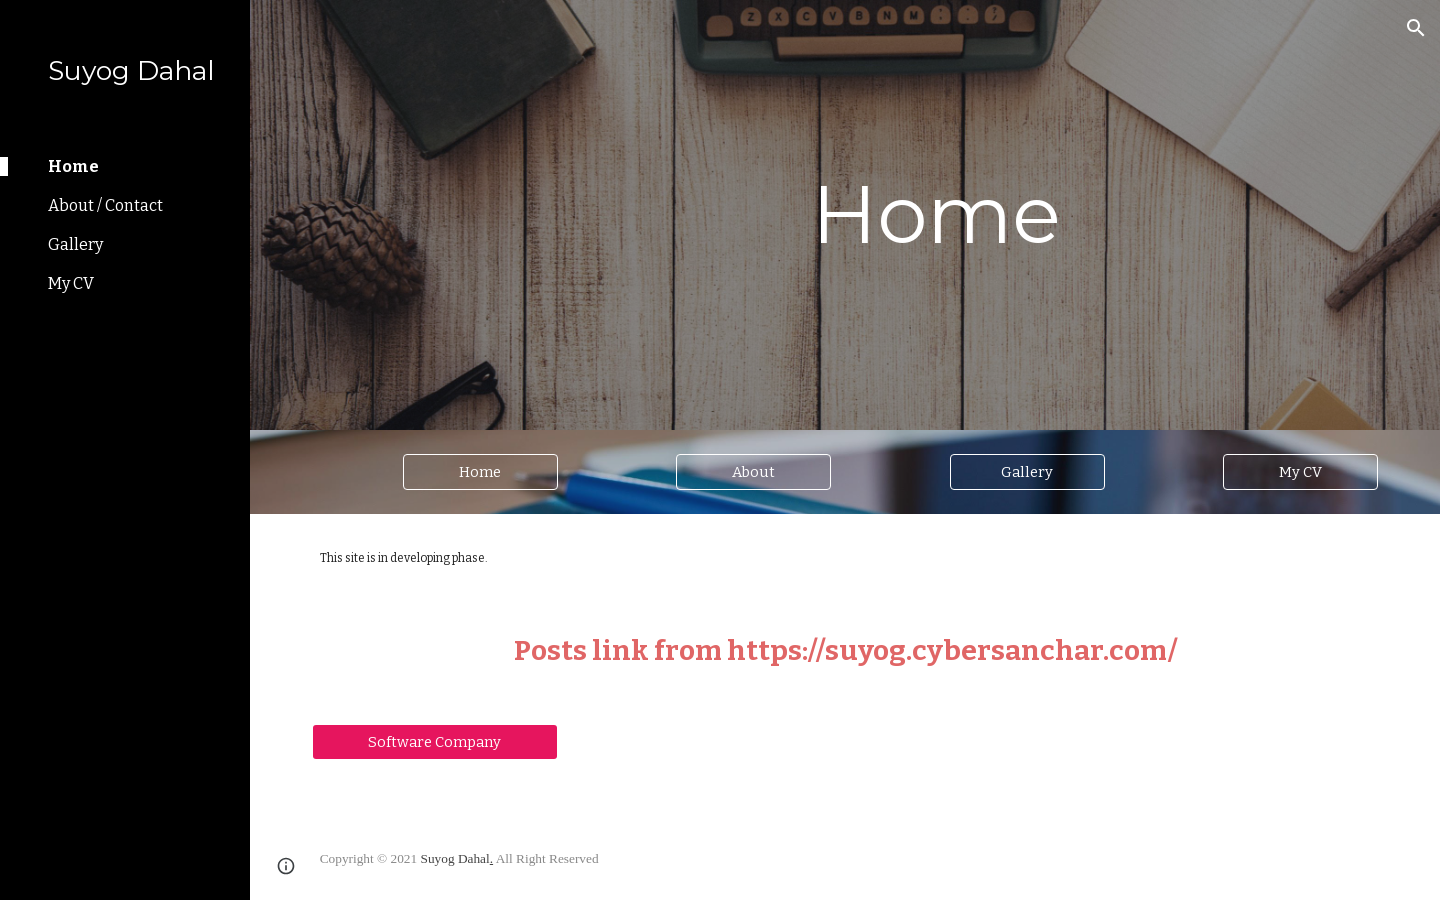 Suyog Dahal
Home
About / Contact
Gallery
My CV
Z X C V B N M
Home
Home
About
Gallery
My CV
This site is in developing phase.
Posts link from https://suyog.cybersanchar.com/
Software Company
Copyright © 2021 Suyog Dahal. All Right Reserved